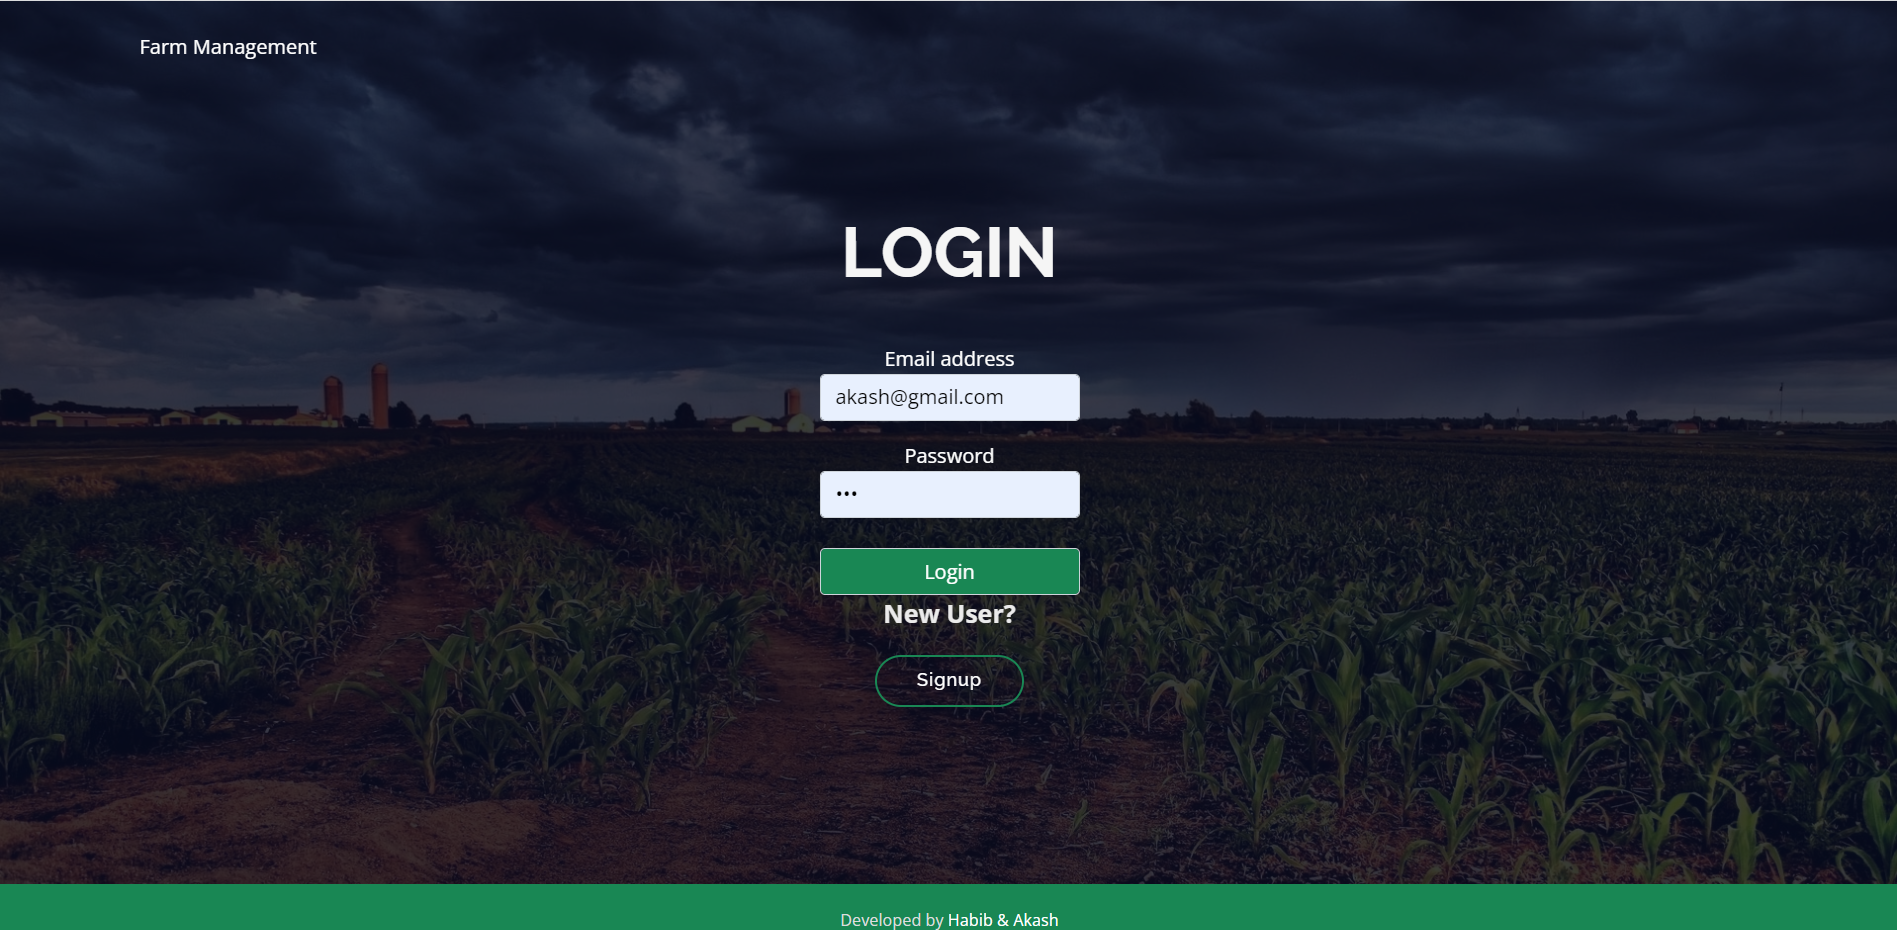 Farm Management
LOGIN
Email address
akash@gmail.com
Password
•••
Login
New User?
Signup
Developed by Habib & Akash